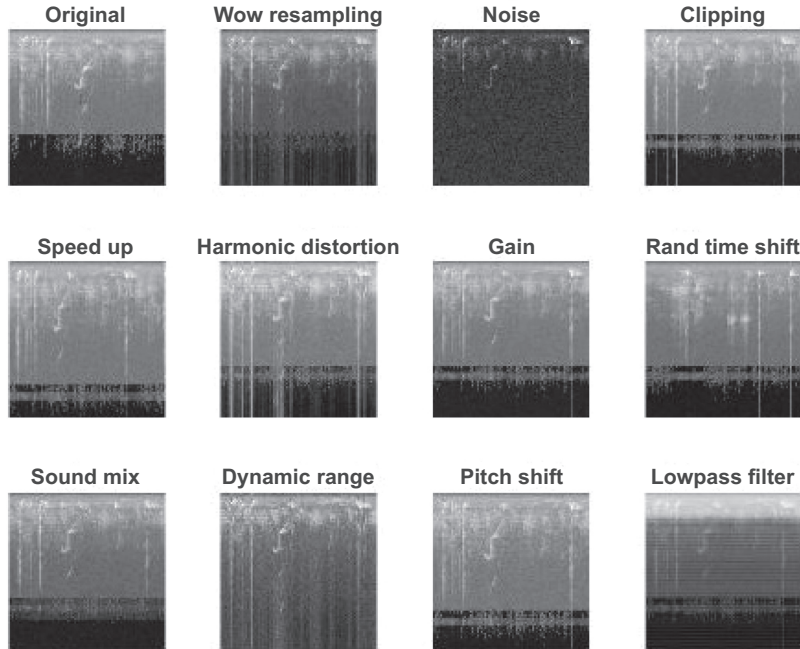 Original
Wow resampling
Noise
Clipping
Speed up
Harmonic distortion
Gain
Rand time shift
Sound mix
Dynamic range
Pitch shift
Lowpass filter